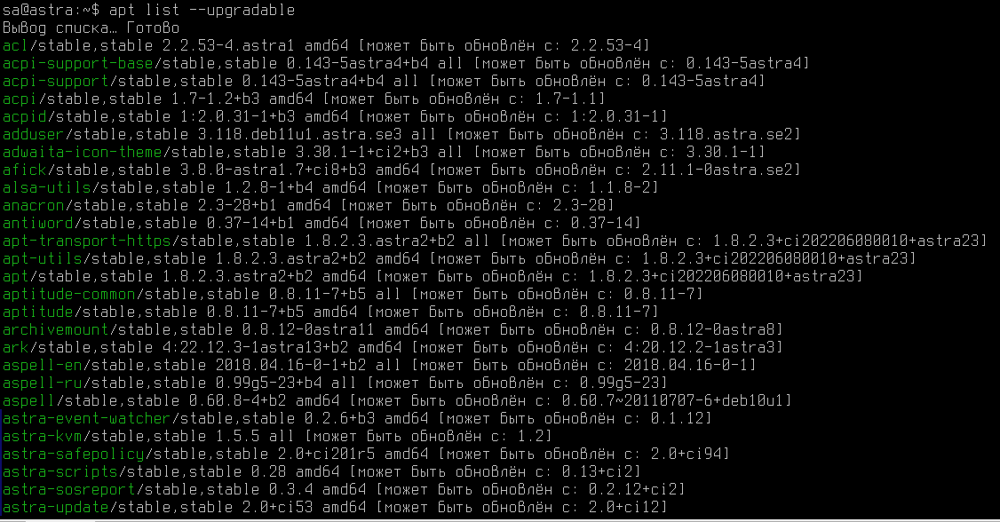 sa@astra:~$ apt list --upgradable
Вывод списка… Готово
acl/stable,stable 2.2.53-4.astra1 amd64 [может быть обновлён с: 2.2.53-4]
acpi-support-base/stable,stable 0.143-5astra4+b4 all [может быть обновлён с: 0.143-5astra4]
acpi-support/stable,stable 0.143-5astra4+b4 all [может быть обновлён с: 0.143-5astra4]
acpi/stable,stable 1.7-1.2+b3 amd64 [может быть обновлён с: 1.7-1.1]
acpid/stable,stable 1:2.0.31-1+b3 amd64 [может быть обновлён с: 1:2.0.31-1]
adduser/stable,stable 3.118.deb11u1.astra.se3 all [может быть обновлён с: 3.118.astra.se2]
adwaita-icon-theme/stable,stable 3.30.1-1+ci2+b3 all [может быть обновлён с: 3.30.1-1]
afick/stable,stable 3.8.0-astra1.7+ci8+b3 amd64 [может быть обновлён с: 2.11.1-0astra.se2]
alsa-utils/stable,stable 1.2.8-1+b4 amd64 [может быть обновлён с: 1.1.8-2]
anacron/stable,stable 2.3-28+b1 amd64 [может быть обновлён с: 2.3-28]
antiword/stable,stable 0.37-14+b1 amd64 [может быть обновлён с: 0.37-14]
apt-transport-https/stable,stable 1.8.2.3.astra2+b2 all [может быть обновлён с: 1.8.2.3+ci202206080010+astra23]
apt-utils/stable,stable 1.8.2.3.astra2+b2 amd64 [может быть обновлён с: 1.8.2.3+ci202206080010+astra23]
apt/stable,stable 1.8.2.3.astra2+b2 amd64 [может быть обновлён с: 1.8.2.3+ci202206080010+astra23]
aptitude-common/stable,stable 0.8.11-7+b5 all [может быть обновлён с: 0.8.11-7]
aptitude/stable,stable 0.8.11-7+b5 amd64 [может быть обновлён с: 0.8.11-7]
archivemount/stable,stable 0.8.12-0astra11 amd64 [может быть обновлён с: 0.8.12-0astra8]
ark/stable,stable 4:22.12.3-1astra13+b2 amd64 [может быть обновлён с: 4:20.12.2-1astra3]
aspell-en/stable,stable 2018.04.16-0-1+b2 all [может быть обновлён с: 2018.04.16-0-1]
aspell-ru/stable,stable 0.99g5-23+b4 all [может быть обновлён с: 0.99g5-23]
aspell/stable,stable 0.60.8-4+b2 amd64 [может быть обновлён с: 0.60.7~20110707-6+deb10u1]
astra-event-watcher/stable,stable 0.2.6+b3 amd64 [может быть обновлён с: 0.1.12]
astra-kvm/stable,stable 1.5.5 all [может быть обновлён с: 1.2]
astra-safepolicy/stable,stable 2.0+ci201r5 amd64 [может быть обновлён с: 2.0+ci94]
astra-scripts/stable,stable 0.28 amd64 [может быть обновлён с: 0.13+ci2]
astra-sosreport/stable,stable 0.3.4 amd64 [может быть обновлён с: 0.2.12+ci2]
astra-update/stable,stable 2.0+ci53 amd64 [может быть обновлён с: 2.0+ci12]